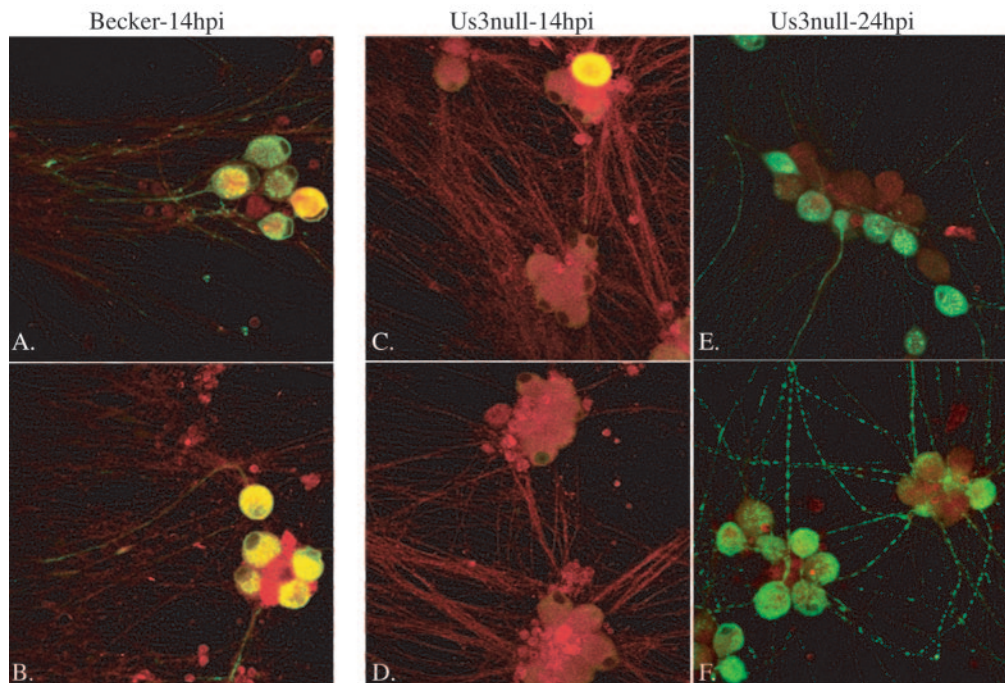 Becker-14hpi
Us3null-14hpi
Us3null-24hpi
A.
C.
E.
B.
D.
F.